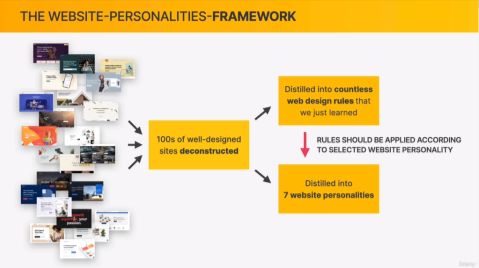 THE WEBSITE-PERSONALITIES-FRAMEWORK
Distilled into countless
web design rules that
we just learned
100s of well-designed
sites deconstructed
RULES SHOULD BE APPLIED ACCORDING
TO SELECTED WEBSITE PERSONALITY
Distilled into
7 website personalities